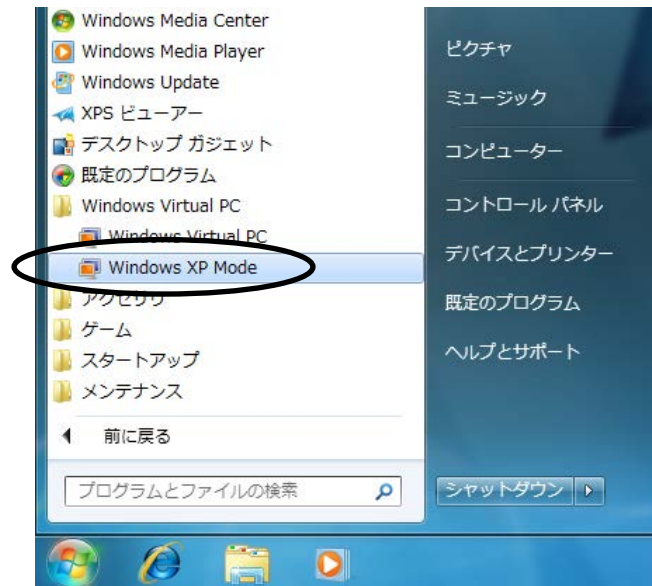 Windows Media Center
Windows Media Player
Windows Update
XPS ビューアー
デスクトップ ガジェット
既定のプログラム
Windows Virtual PC
Windows Virtual PC
Windows XP Mode
アクセサリ
ゲーム
スタートアップ
メンテナンス
前に戻る
プログラムとファイルの検索
ピクチャ
ミュージック
コンピューター
コントロール パネル
デバイスとプリンター
既定のプログラム
ヘルプとサポート
シャットダウン